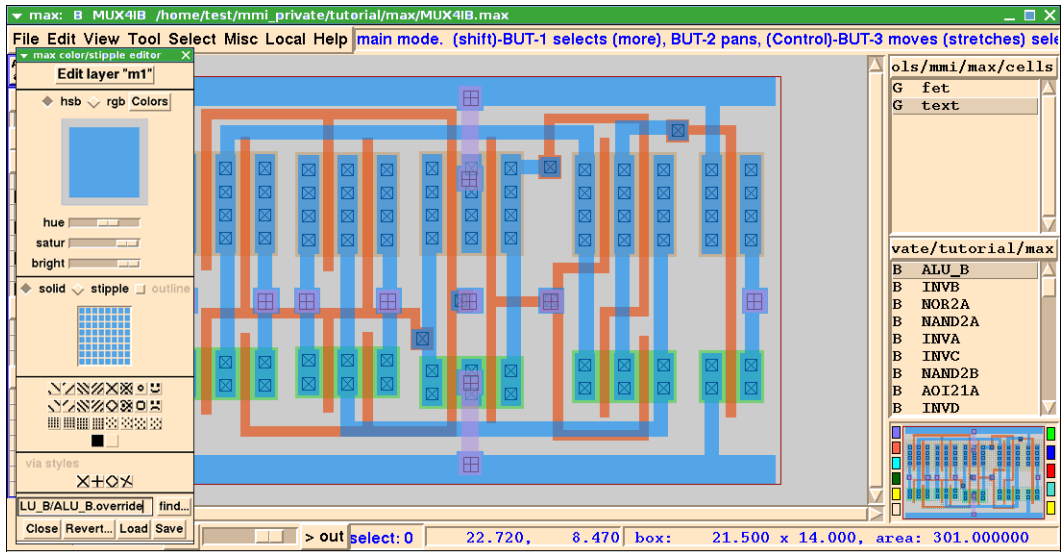 max: B MUX4IB /home/test/mmi_private/tutorial/max/MUX4IB.max
File Edit View Tool Select Misc Local Help main mode. (shift)-BUT-1 selects (more), BUT-2 pans, (Control)-BUT-3 moves (stretches) sele
max color/stipple editor
Edit layer "m1"
hsb rgb Colors
hue
satur
bright
solid stipple outline
via styles
LU_B/ALU_B.override find...
Close Revert... Load Save
ols/mmi/max/cells
G fet
G text
vate/tutorial/max
B ALU_B
B INVB
B NOR2A
B NAND2A
B INVA
B INVC
B NAND2B
B AOI21A
B INVD
> out select: 0 22.720, 8.470 box: 21.500 x 14.000, area: 301.000000